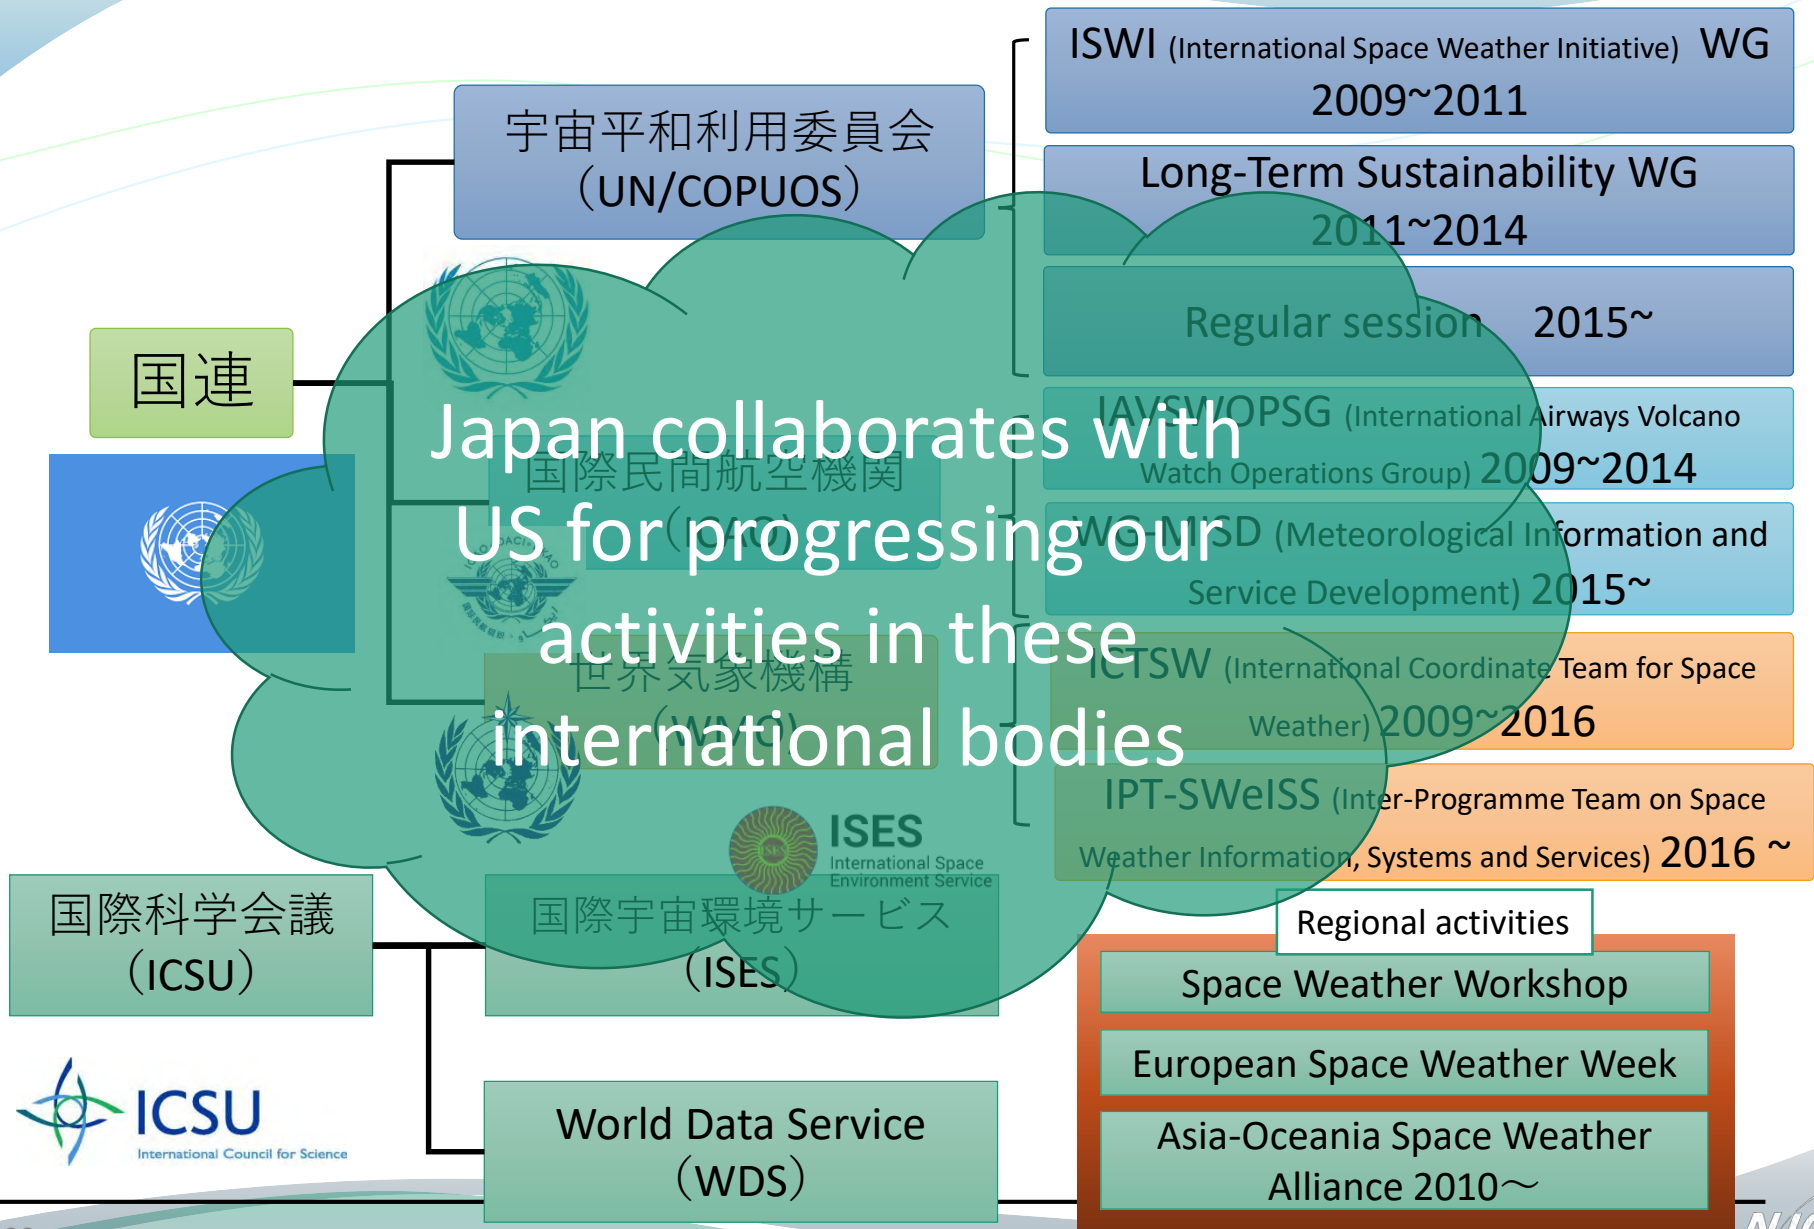 ISWI (International Space Weather Initiative) WG
2009~2011
宇宙平和利用委員会
（UN/COPUOS）
Long-Term Sustainability WG
2011~2014
Regular session 2015~
国連
IAVSWOPSG (International Airways Volcano
Watch Operations Group) 2009~2014
国際民間航空機関
（ICAO）
WG-MISD (Meteorological Information and
Service Development) 2015~
世界気象機構
（WMO）
ICTSW (International Coordinate Team for Space
Weather) 2009~2016
IPT-SWeISS (Inter-Programme Team on Space
Weather Information, Systems and Services) 2016 ~
Japan collaborates with
US for progressing our
activities in these
international bodies
ISES
International Space
Environment Service
国際科学会議
（ICSU）
国際宇宙環境サービス
（ISES）
Regional activities
Space Weather Workshop
European Space Weather Week
Asia-Oceania Space Weather
Alliance 2010～
ICSU
International Council for Science
World Data Service
（WDS）